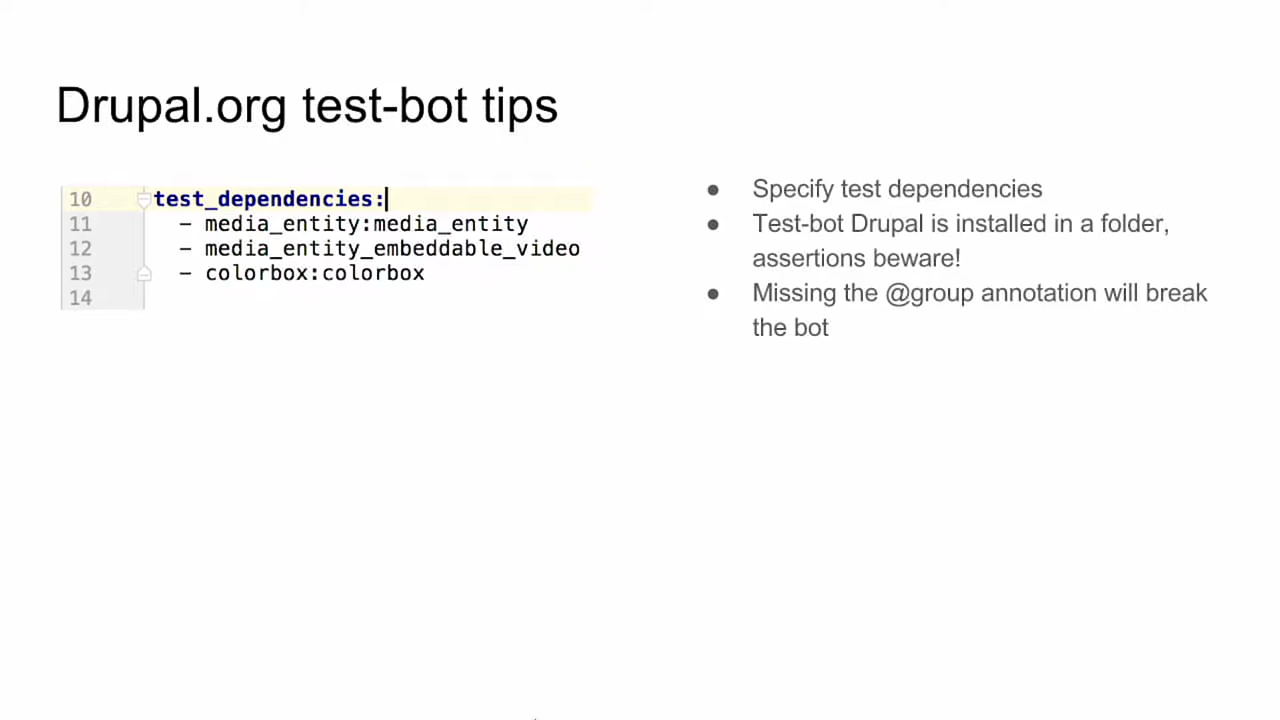 Drupal.org test-bot tips
10 test_dependencies:
11 - media_entity:media_entity
12 - media_entity_embeddable_video
13 - colorbox:colorbox
14
● Specify test dependencies
● Test-bot Drupal is installed in a folder,
assertions beware!
● Missing the @group annotation will break
the bot